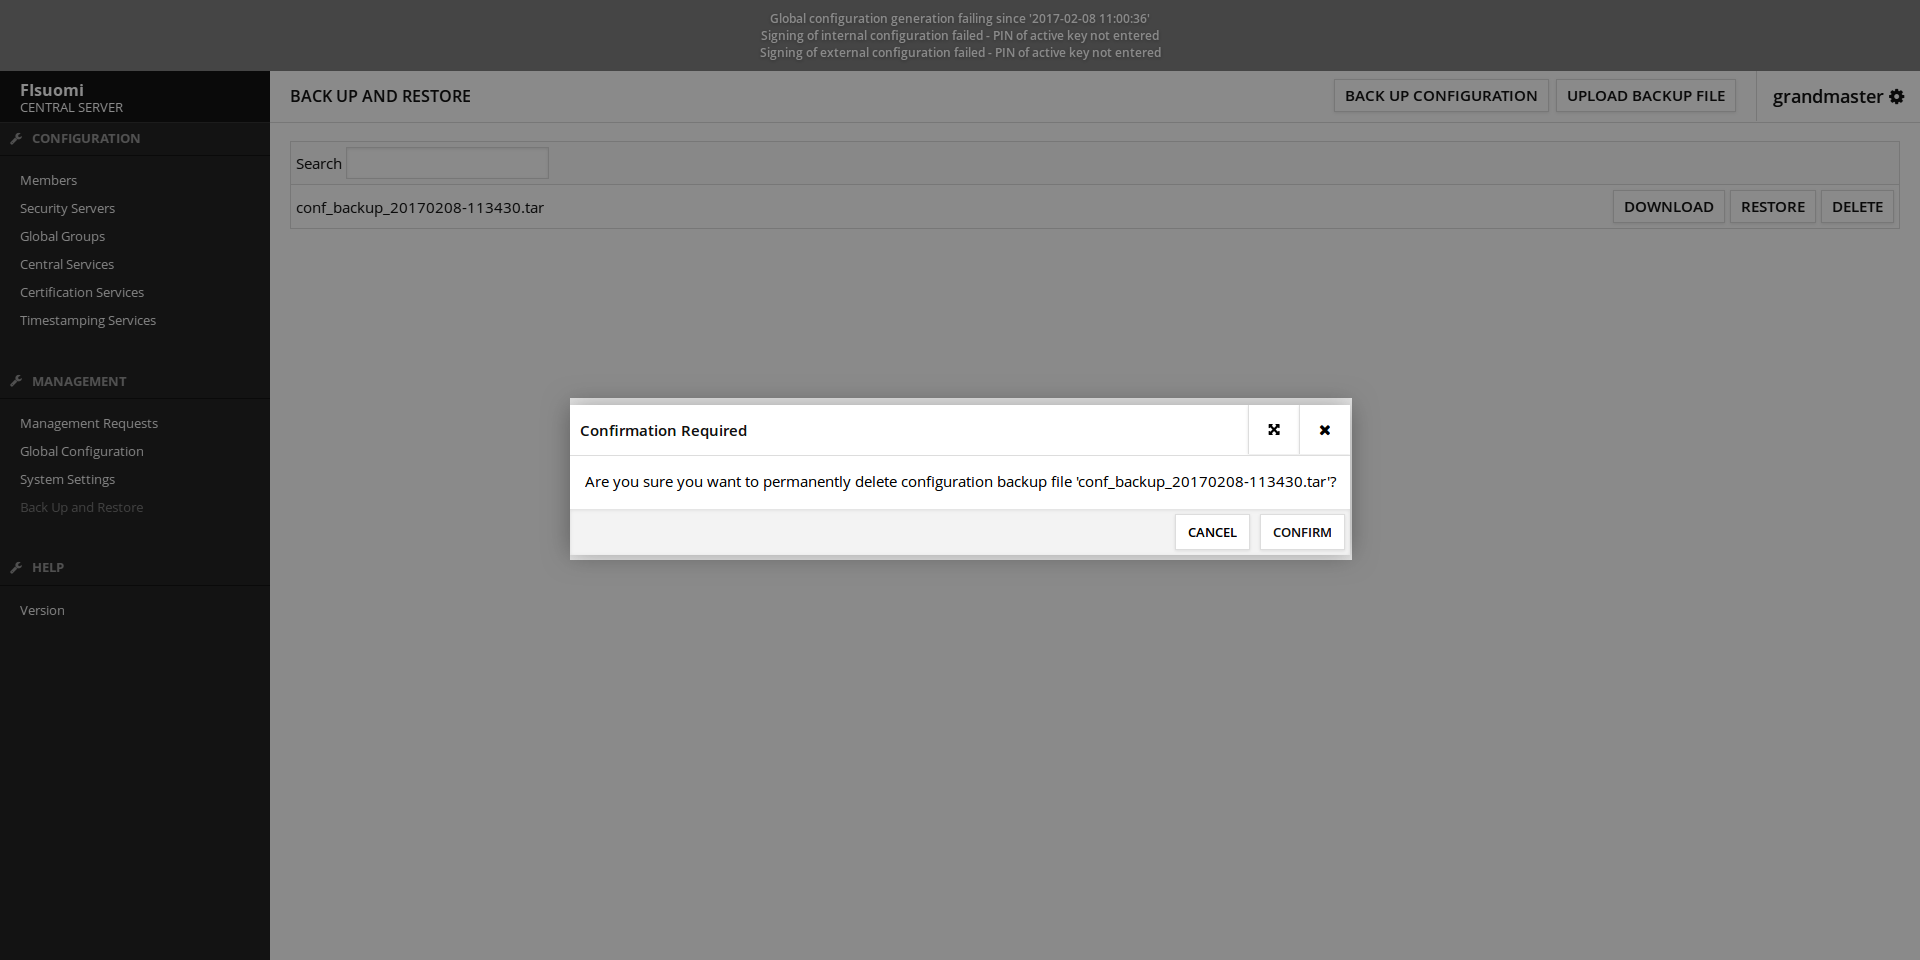 Global configuration generation failing since '2017-02-08 11:00:36'
Signing of internal configuration failed - PIN of active key not entered
Signing of external configuration failed - PIN of active key not entered
FIsuomi
CENTRAL SERVER
BACK UP AND RESTORE
BACK UP CONFIGURATION
UPLOAD BACKUP FILE
grandmaster
CONFIGURATION
Members
Security Servers
Global Groups
Central Services
Certification Services
Timestamping Services
MANAGEMENT
Management Requests
Global Configuration
System Settings
Back Up and Restore
HELP
Version
Search
conf_backup_20170208-113430.tar
DOWNLOAD
RESTORE
DELETE
Confirmation Required
Are you sure you want to permanently delete configuration backup file 'conf_backup_20170208-113430.tar'?
CANCEL
CONFIRM